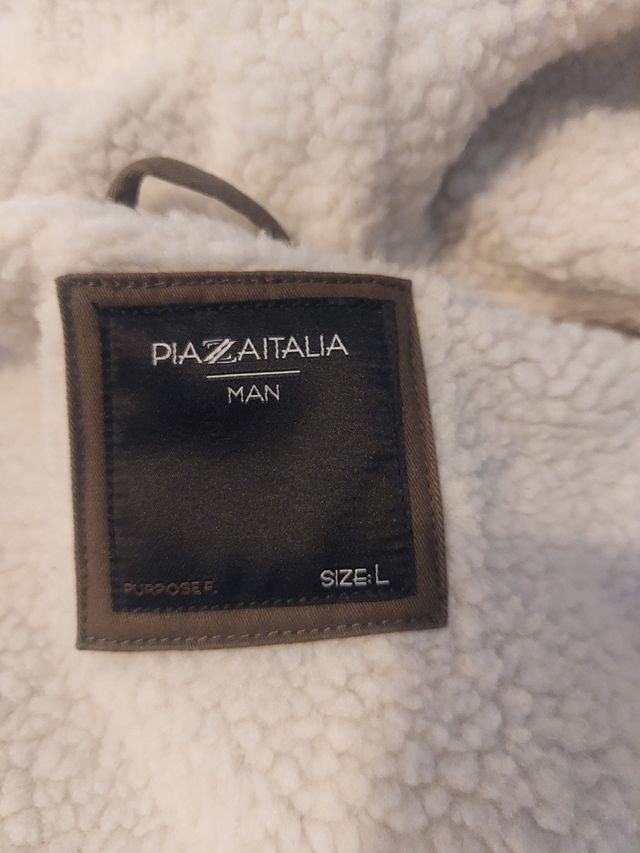 PIAZZAITALIA
MAN
PURPOSE F.
SIZE:L